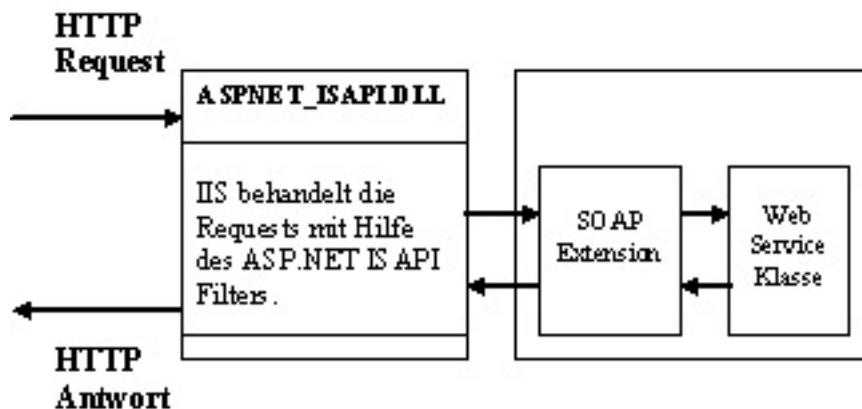 HTTP
Request
ASPNET_ISAPI.DLL
IIS behandelt die
Requests mit Hilfe
des ASP.NET ISAPI
Filters.
SOAP
Extension
Web
Service
Klasse
HTTP
Antwort